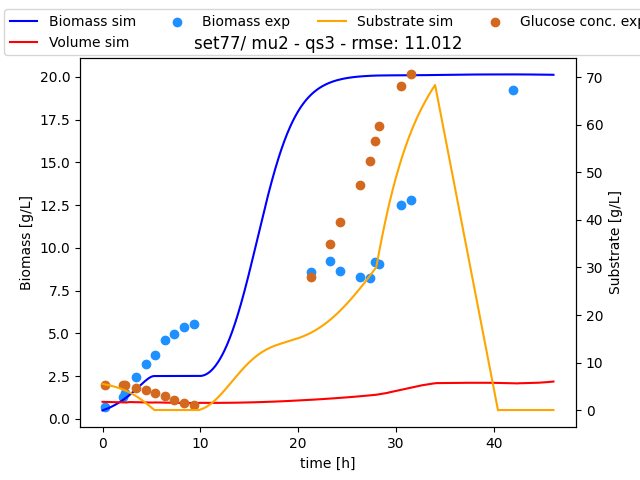 Biomass sim Biomass exp Substrate sim Glucose conc. exp
Volume sim
set77/ mu2 - qs3 - rmse: 11.012
20.0
17.5
15.0
12.5
10.0
7.5
5.0
2.5
0.0
Biomass [g/L]
70
60
50
40
30
20
10
0
Substrate [g/L]
0 10 20 30 40
time [h]